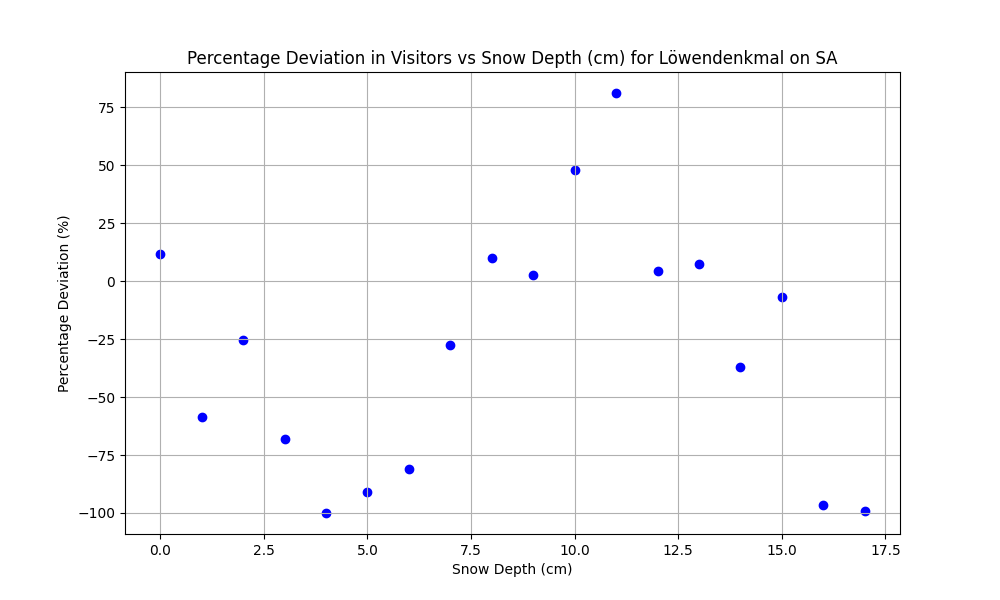 Percentage Deviation in Visitors vs Snow Depth (cm) for Löwendenkmal on SA
75
50
25
0
−25
−50
−75
−100
Percentage Deviation (%)
0.0 2.5 5.0 7.5 10.0 12.5 15.0 17.5
Snow Depth (cm)